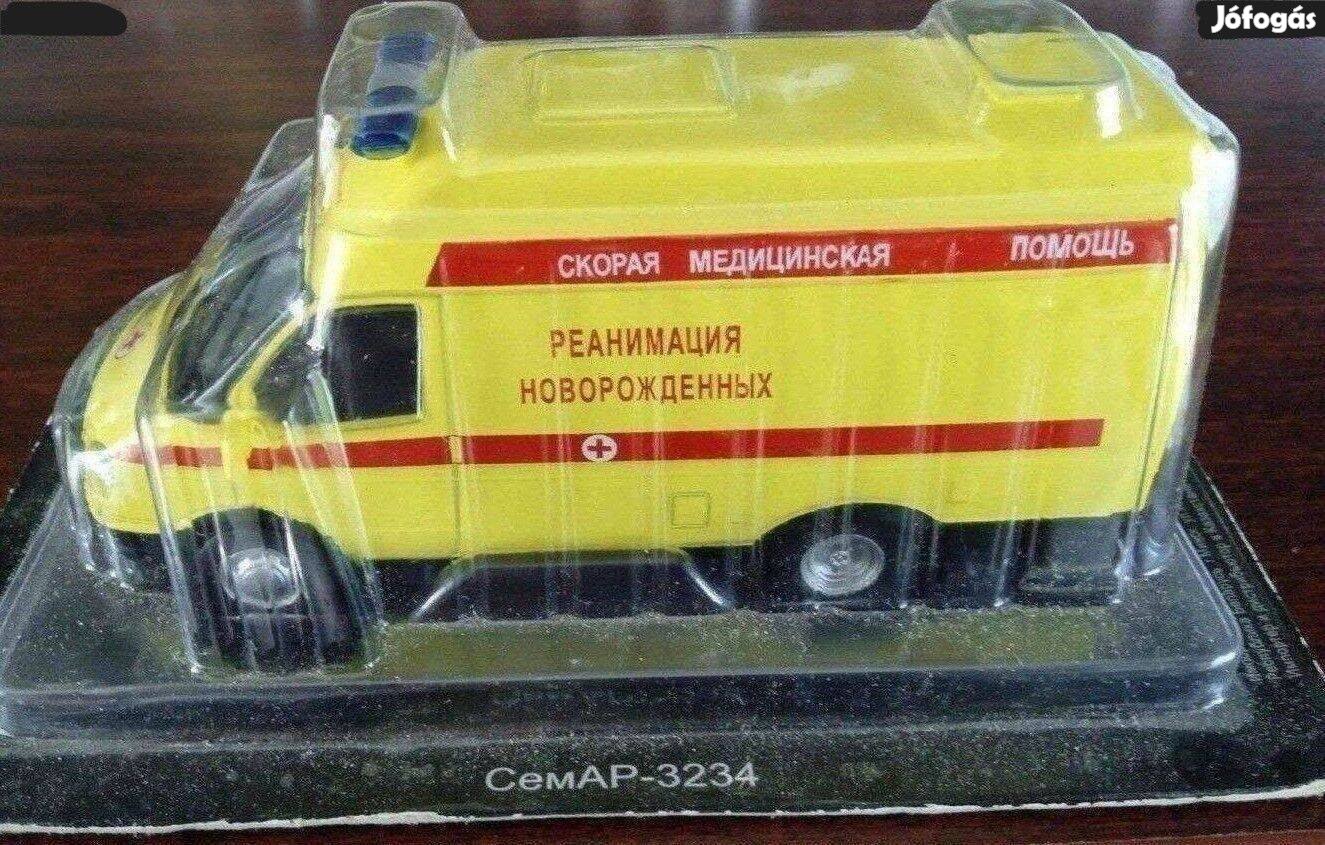 Jófogás
СКОРАЯ МЕДИЦИНСКАЯ ПОМОЩЬ
РЕАНИМАЦИЯ
НОВОРОЖДЕННЫХ
СемАР-3234